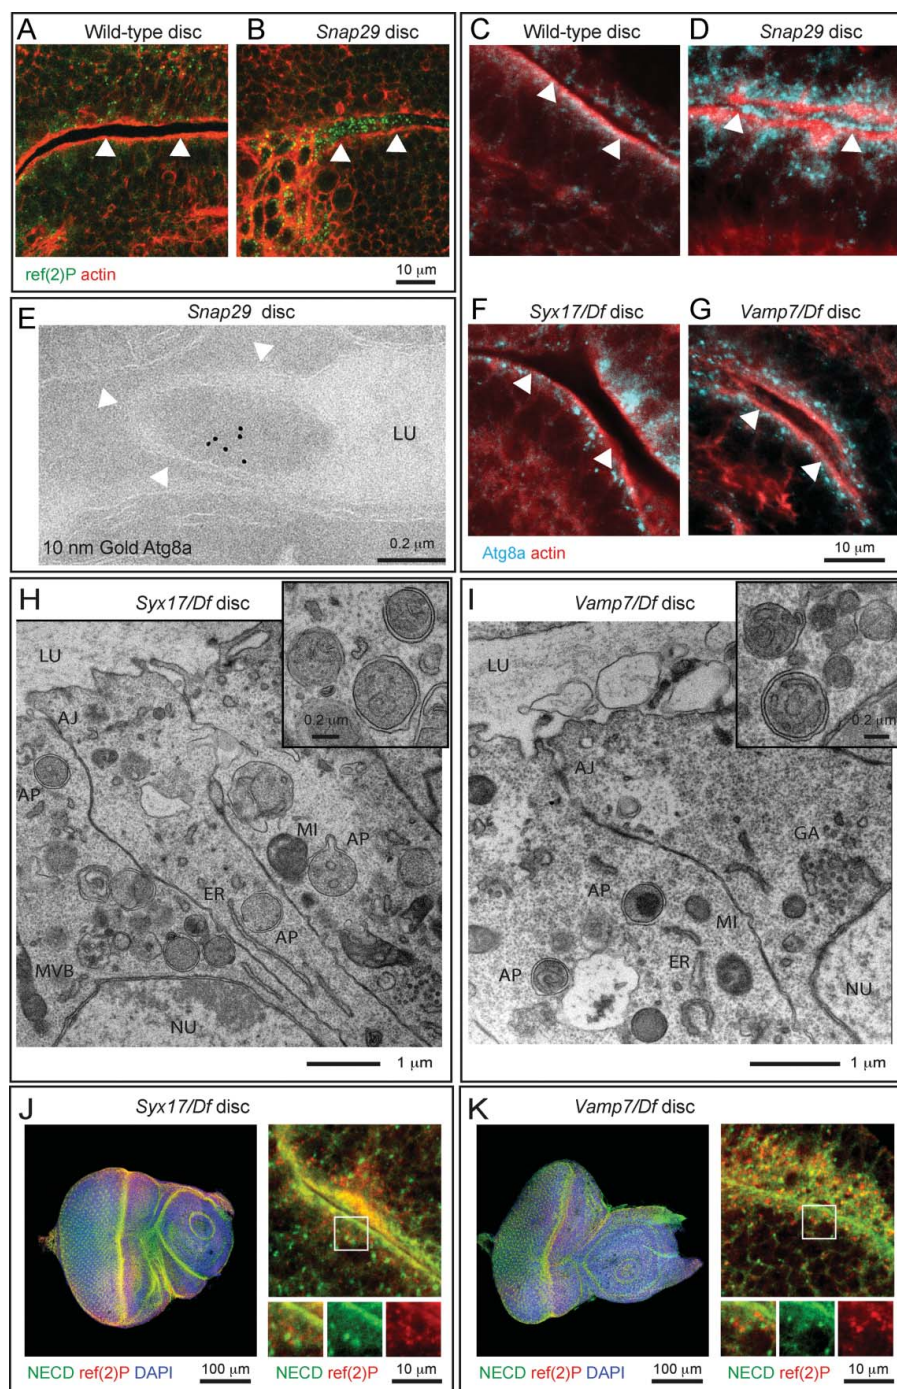 A Wild-type disc
B Snap29 disc
ref(2)P actin
10 μm
C Wild-type disc
D Snap29 disc
E Snap29 disc
LU
10 nm Gold Atg8a
0.2 μm
F Syx17/Df disc
G Vamp7/Df disc
Atg8a actin
10 μm
H Syx17/Df disc
LU
AJ
AP
0.2 μm
MI
AP
ER
AP
MVB
NU
1 μm
I Vamp7/Df disc
LU
0.2 μm
AJ
GA
AP
MI
AP
ER
NU
1 μm
J Syx17/Df disc
NECD ref(2)P DAPI 100 μm
NECD ref(2)P 10 μm
K Vamp7/Df disc
NECD ref(2)P DAPI 100 μm
NECD ref(2)P 10 μm